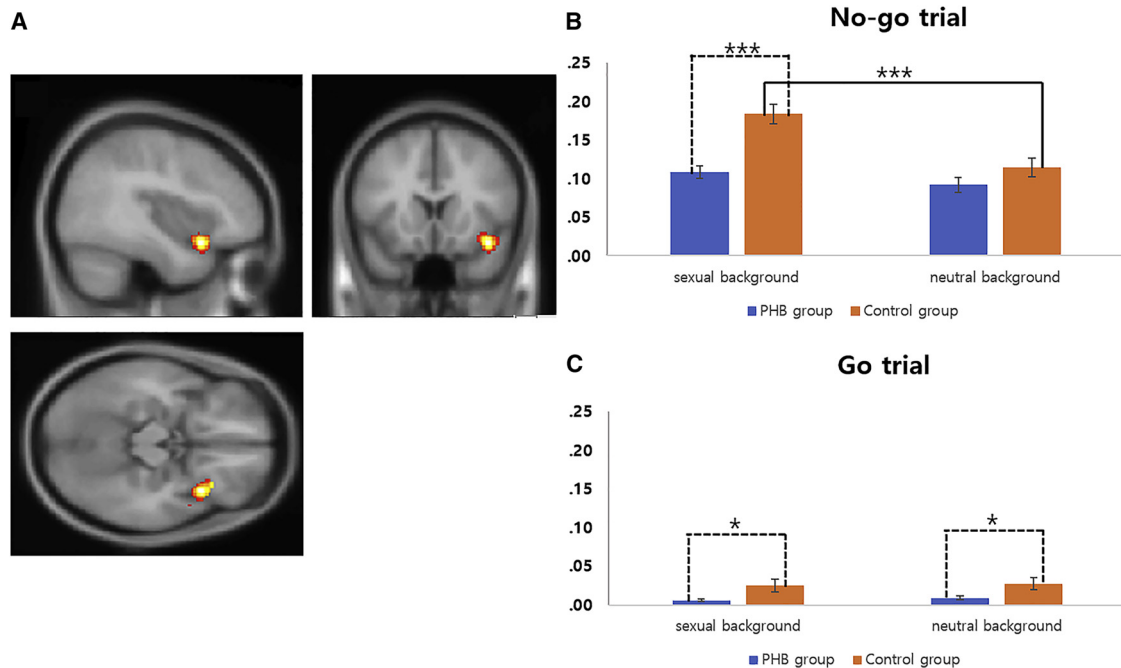 A
B
No-go trial
***
***
.25
.20
.15
.10
.05
.00
sexual background
neutral background
PHB group
Control group
C
Go trial
.25
.20
.15
.10
.05
.00
*
*
sexual background
neutral background
PHB group
Control group